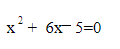 x² + 6x− 5=0